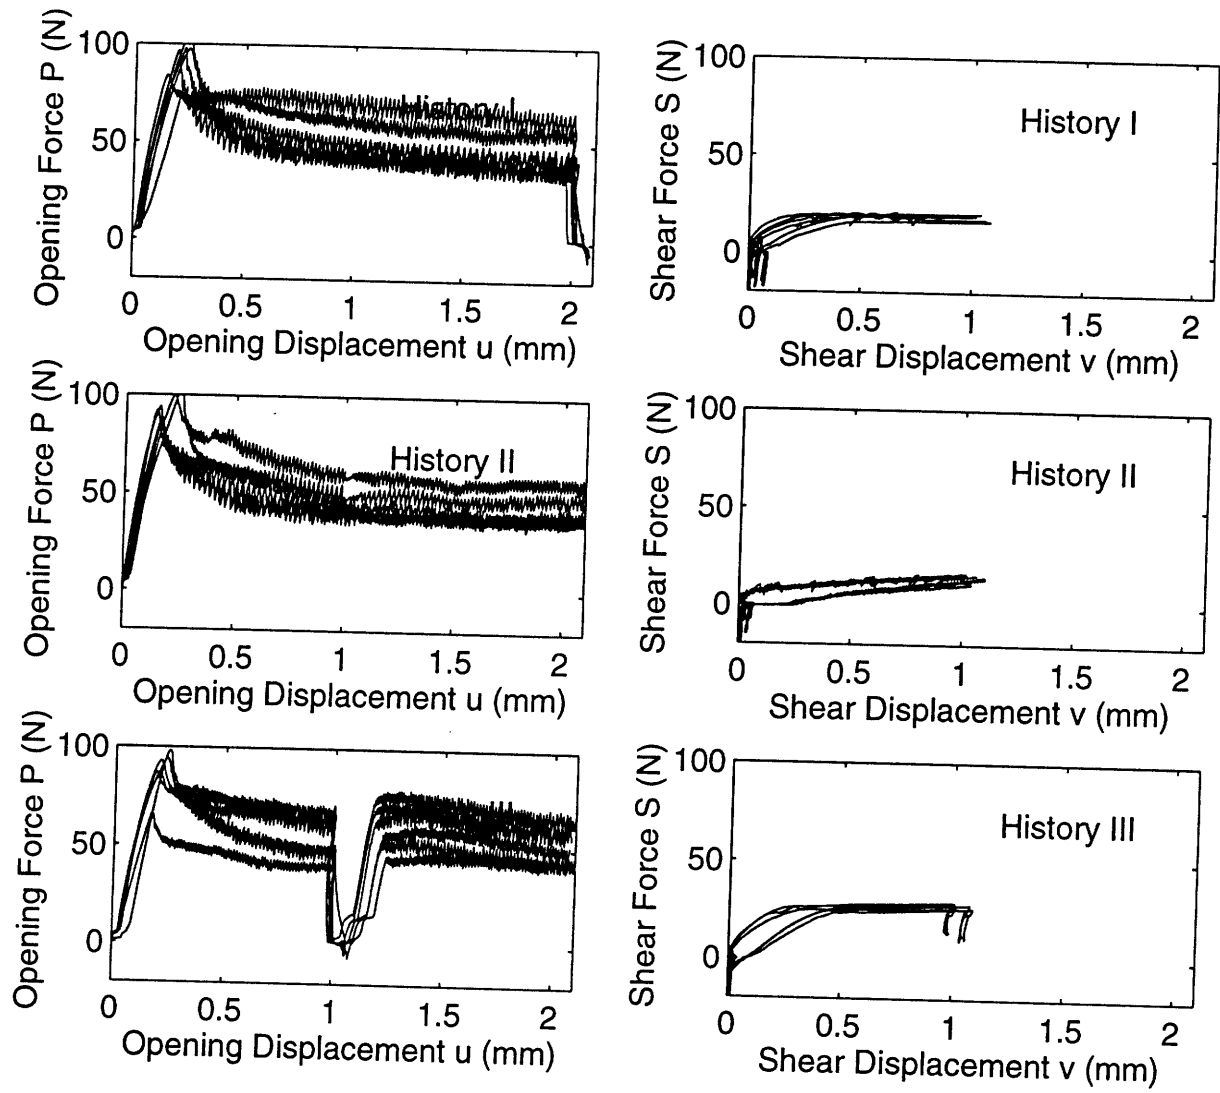 Opening Force P (N)
100
50
0
History I
0 0.5 1 1.5 2
Opening Displacement u (mm)
Shear Force S (N)
100
50
0
History I
0 0.5 1 1.5 2
Shear Displacement v (mm)
Opening Force P (N)
100
50
0
History II
0 0.5 1 1.5 2
Opening Displacement u (mm)
Shear Force S (N)
100
50
0
History II
0 0.5 1 1.5 2
Shear Displacement v (mm)
Opening Force P (N)
100
50
0
0 0.5 1 1.5 2
Opening Displacement u (mm)
Shear Force S (N)
100
50
0
History III
0 0.5 1 1.5 2
Shear Displacement v (mm)